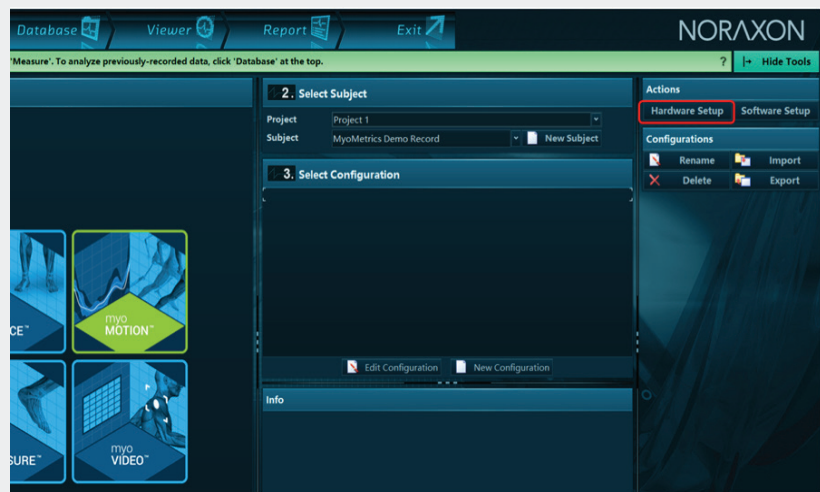 Database Viewer Report Exit
NORAXON
'Measure'. To analyze previously-recorded data, click 'Database' at the top.
? Hide Tools
2. Select Subject
Project Project 1
Subject MyoMetrics Demo Record New Subject
3. Select Configuration
Edit Configuration New Configuration
Info
Actions
Hardware Setup Software Setup
Configurations
Rename Import
Delete Export
CE™
myo
MOTION™
SURE™
myo
VIDEO™